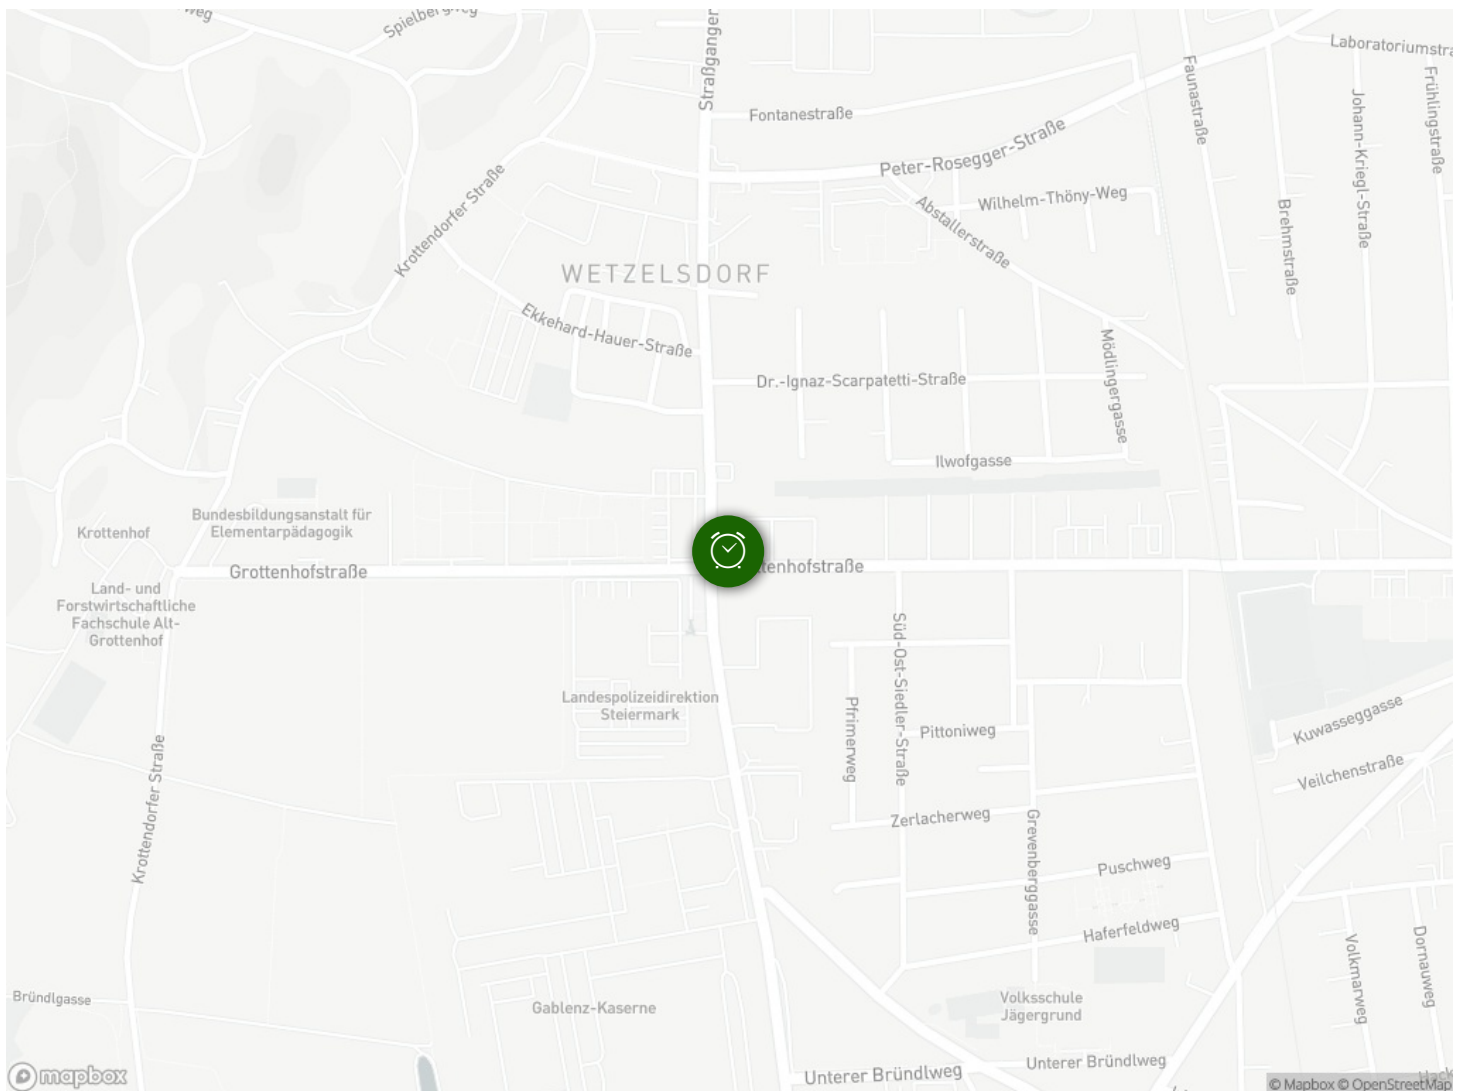 weg
Spielbergweg
Straßganger
Laboratoriumstra
Fontanestraße
Faunastraße
Frühlingstraße
Johann-Kriegl-Straße
Peter-Rosegger-Straße
Krottendorfer Straße
Wilhelm-Thöny-Weg
Abstallerstraße
Brehmstraße
WETZELSDORF
Ekkehard-Hauer-Straße
Dr.-Ignaz-Scarpatetti-Straße
Mödlingergasse
Ilwofgasse
Bundesbildungsanstalt für
Elementarpädagogik
Krottenhof
Grottenhofstraße
ttenhofstraße
Land- und
Forstwirtschaftliche
Fachschule Alt-
Grottenhof
Süd-Ost-Siedler-Straße
Landespolizeidirektion
Steiermark
Pfrimerweg
Pittoniweg
Kuwasseggasse
Veilchenstraße
Krottendorfer Straße
Zerlacherweg
Grevenberggasse
Puschweg
Haferfeldweg
Volkmarweg
Dornauweg
Bründlgasse
Gablenz-Kaserne
Volksschule
Jägergrund
Unterer Bründlweg
Unterer Bründlweg
mapbox
© Mapbox © OpenStreetMap